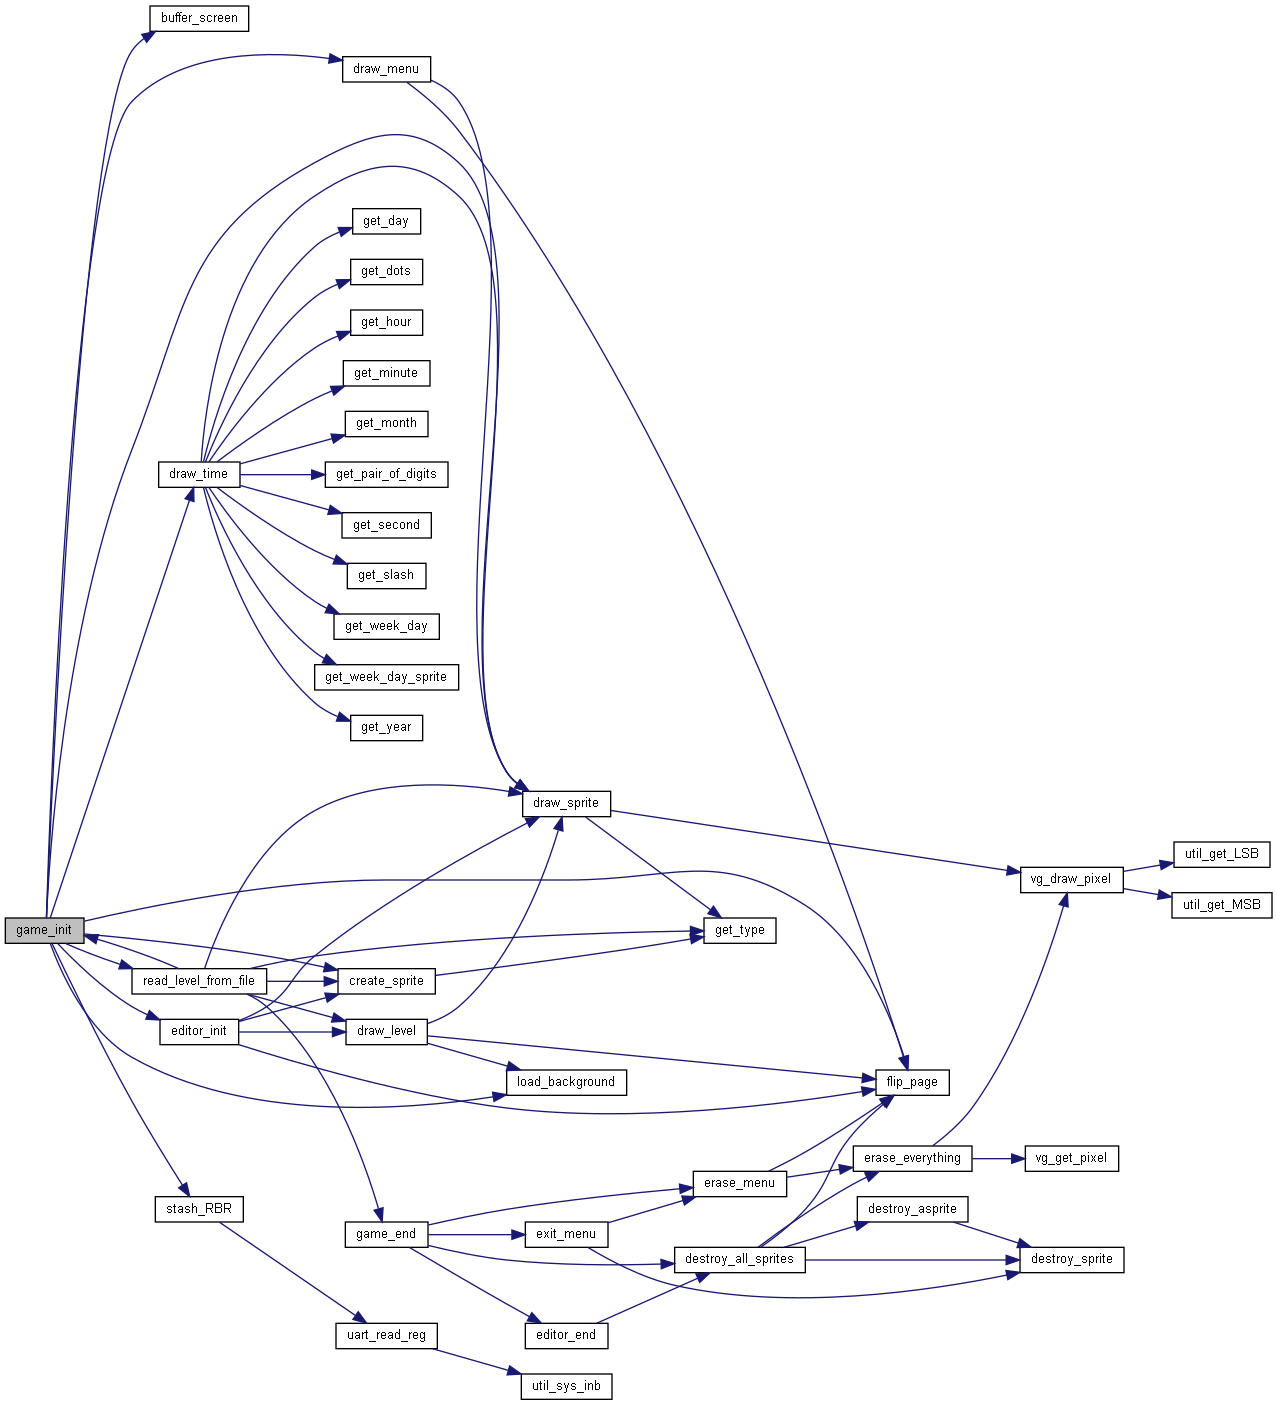 buffer_screen
draw_menu
get_day
get_dots
get_hour
get_minute
get_month
draw_time
get_pair_of_digits
get_second
get_slash
get_week_day
get_week_day_sprite
get_year
draw_sprite
util_get_LSB
vg_draw_pixel
util_get_MSB
game_init
get_type
read_level_from_file
create_sprite
editor_init
draw_level
load_background
flip_page
erase_everything
vg_get_pixel
erase_menu
stash_RBR
destroy_asprite
game_end
exit_menu
destroy_all_sprites
destroy_sprite
uart_read_reg
editor_end
util_sys_inb